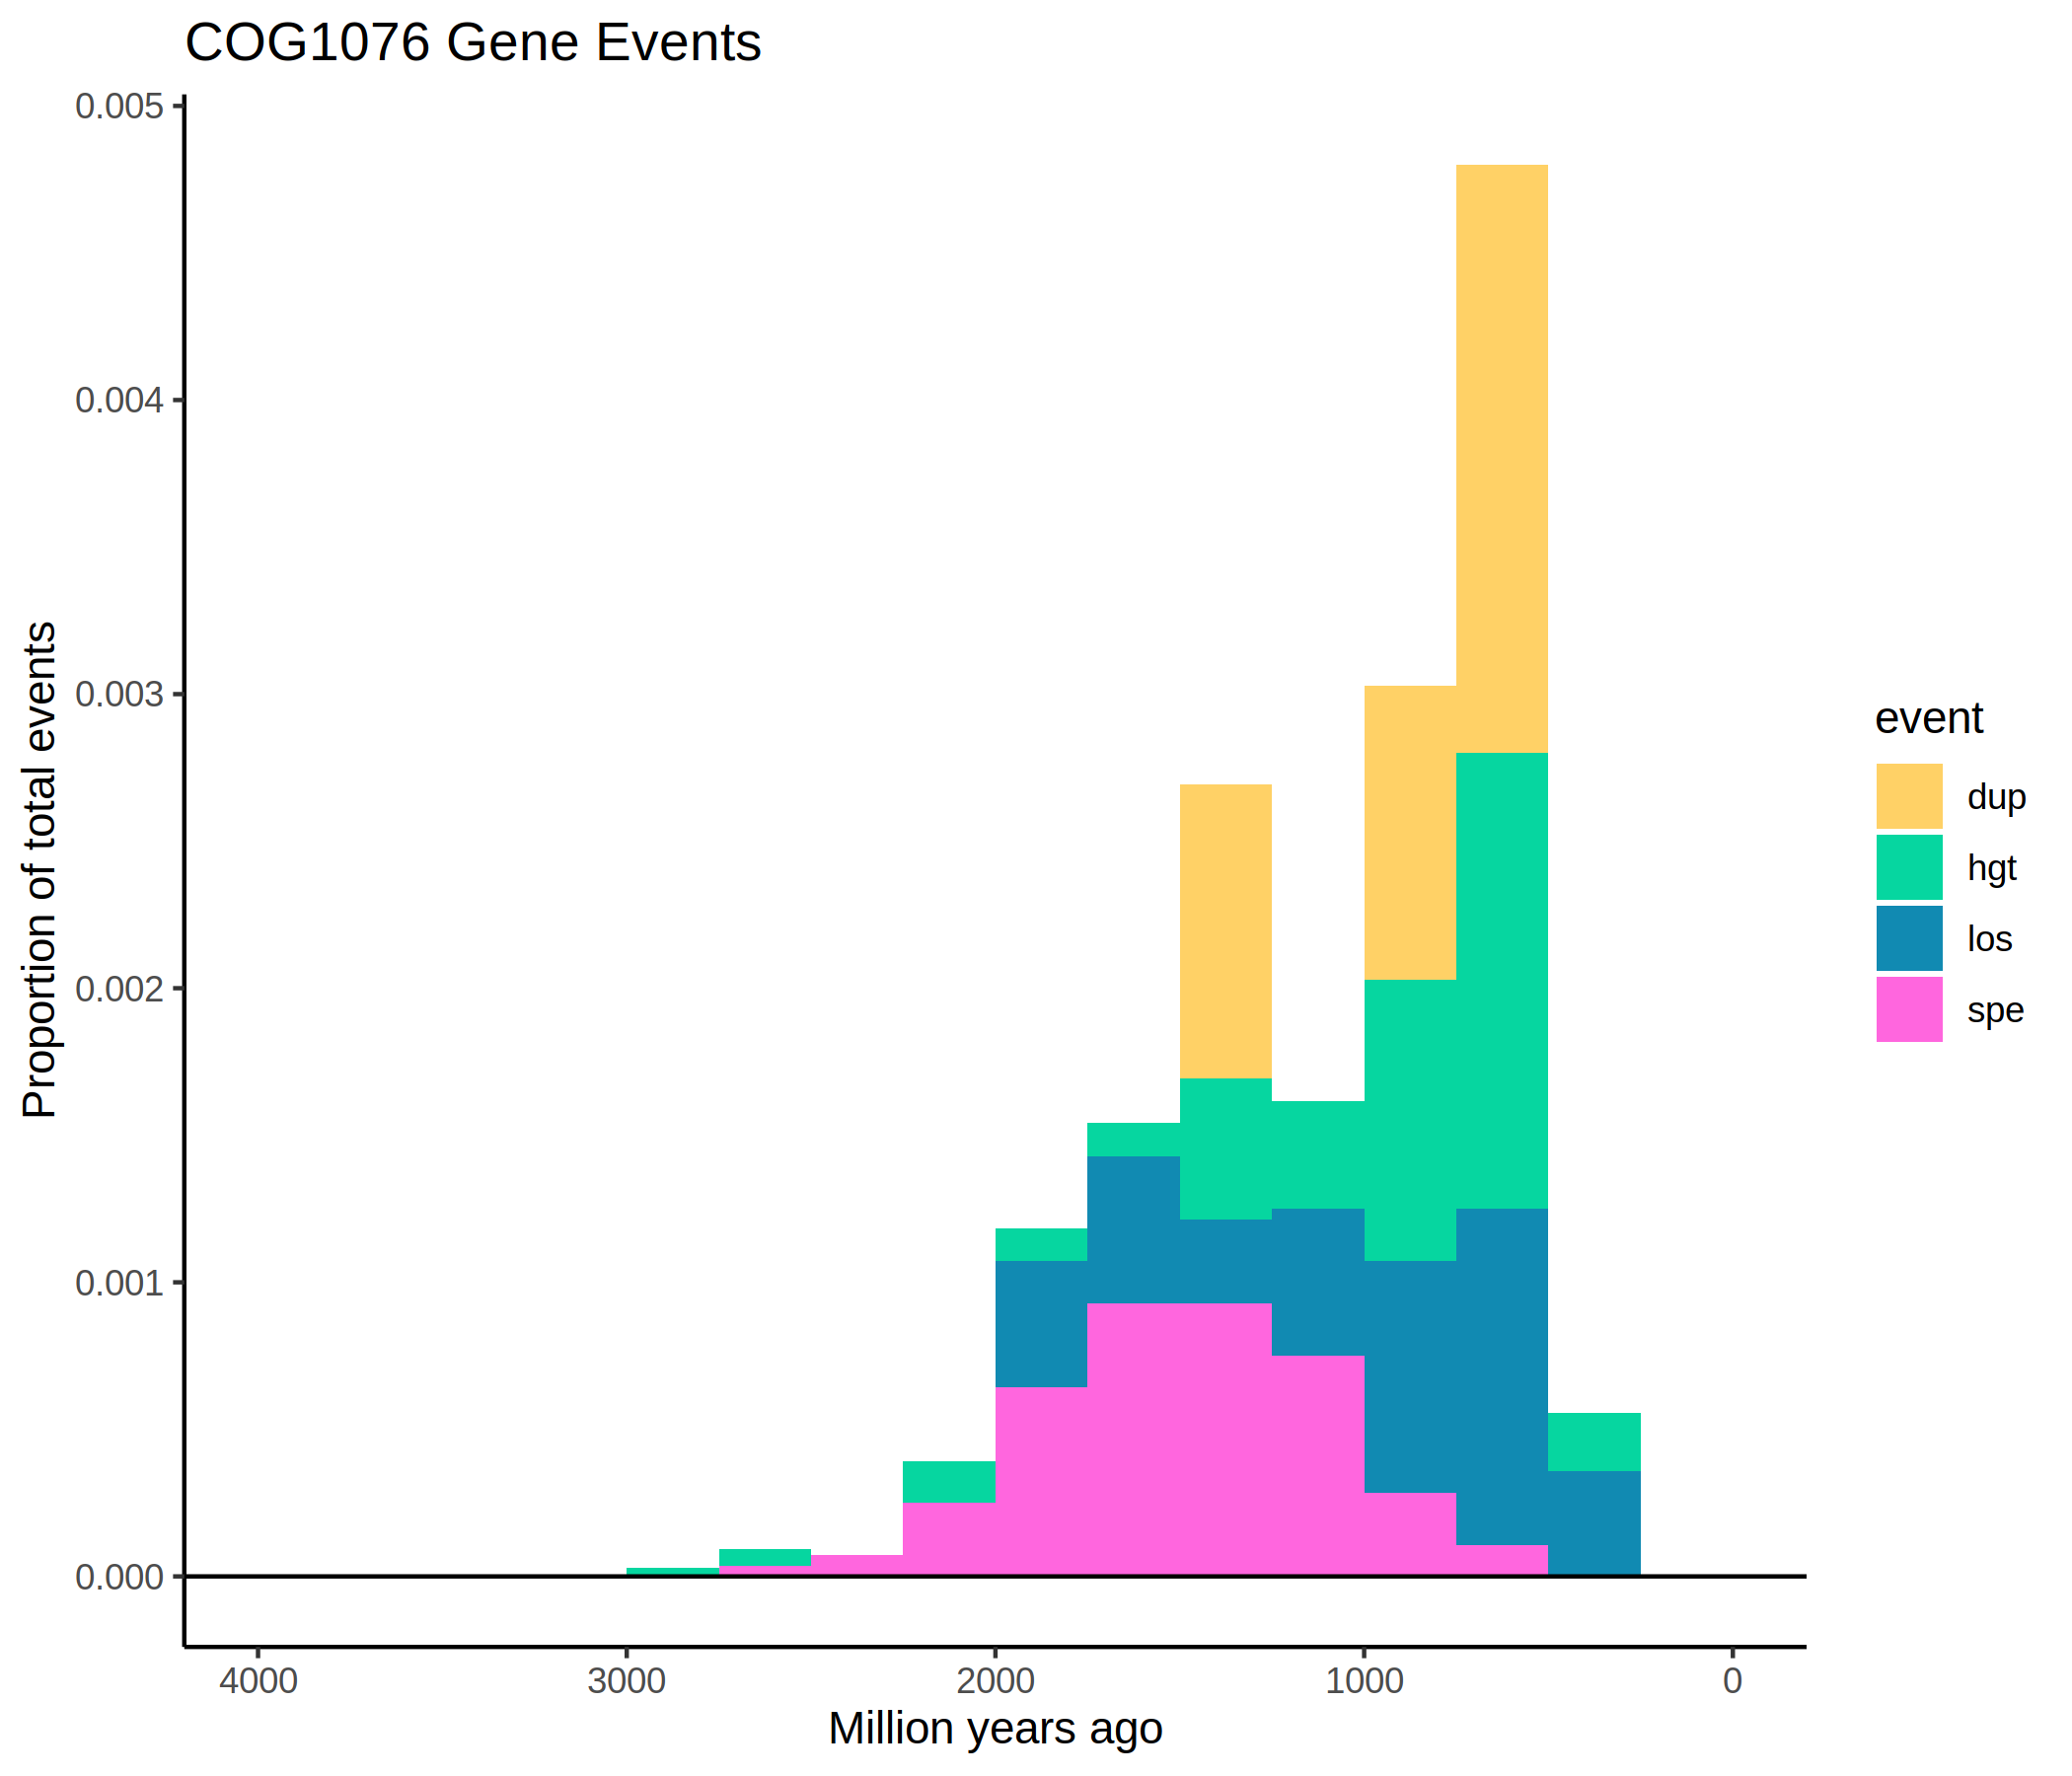 COG1076 Gene Events
Proportion of total events
0.005
0.004
0.003
0.002
0.001
0.000
4000 3000 2000 1000 0
Million years ago
event
dup
hgt
los
spe